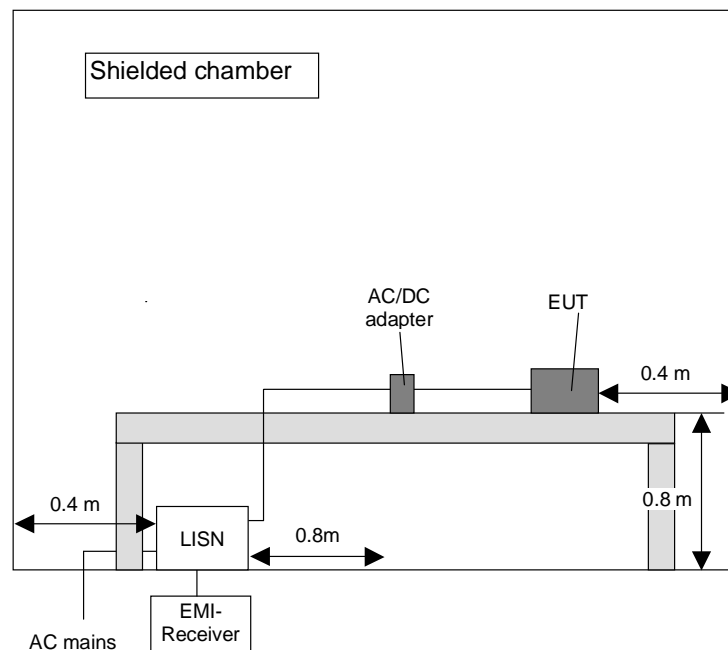 Shielded chamber
AC/DC
adapter
EUT
0.4 m
0.8 m
0.4 m
LISN
0.8m
AC mains
EMI-
Receiver